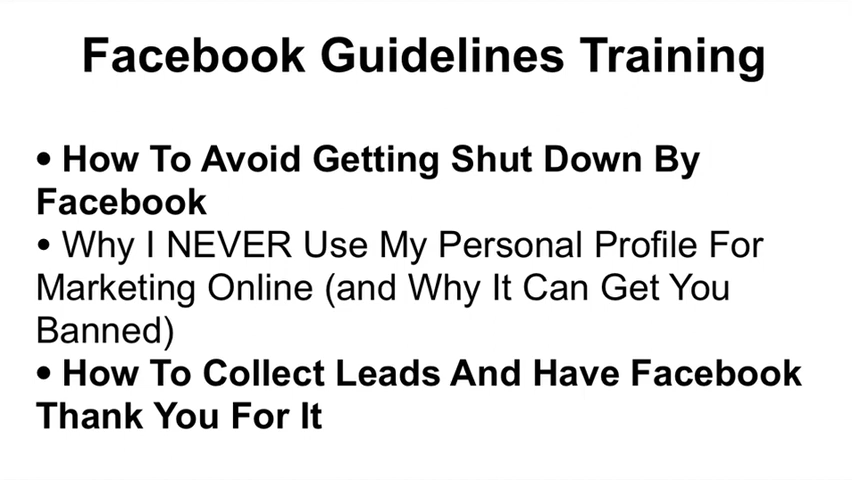 Facebook Guidelines Training
• How To Avoid Getting Shut Down By
Facebook
• Why I NEVER Use My Personal Profile For
Marketing Online (and Why It Can Get You
Banned)
• How To Collect Leads And Have Facebook
Thank You For It